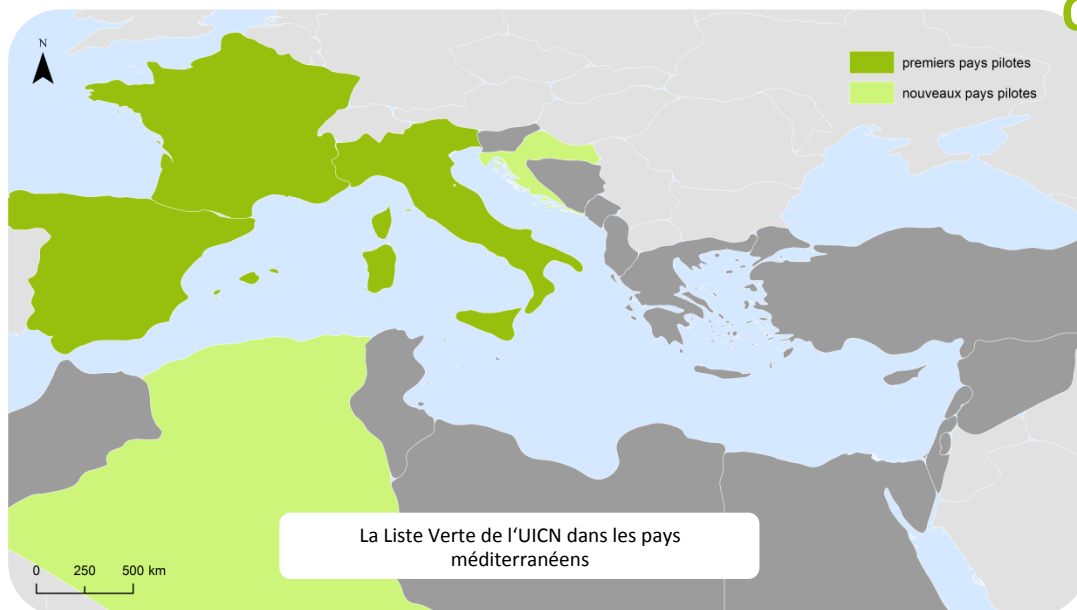 N
premiers pays pilotes
nouveaux pays pilotes
La Liste Verte de l‘UICN dans les pays
méditerranéens
0 250 500 km